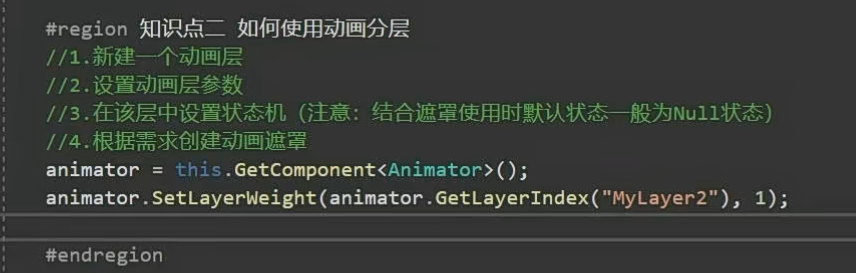 #region 知识点二 如何使用动画分层
//1.新建一个动画层
//2.设置动画层参数
//3.在该层中设置状态机（注意：结合遮罩使用时默认状态一般为Null状态）
//4.根据需求创建动画遮罩
animator = this.GetComponent<Animator>();
animator.SetLayerWeight(animator.GetLayerIndex("MyLayer2"), 1);
#endregion